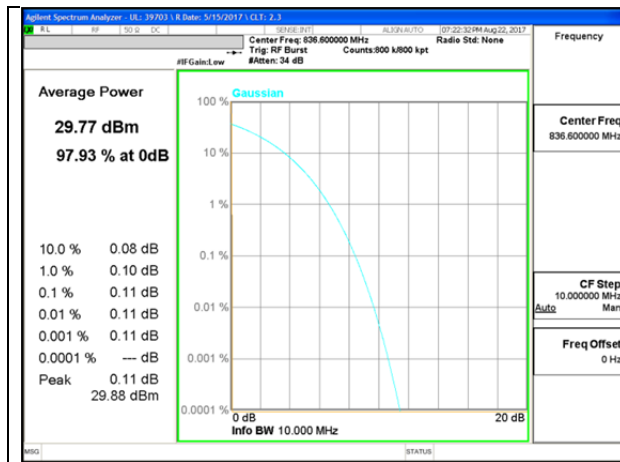 Agilent Spectrum Analyzer - UL: 39703 \ R Date: 5/15/2017 \ CLT: 2.3
RL RF 50 Ω DC SENSE:INT ALIGN AUTO 07:22:32PM Aug 22, 2017
Center Freq: 836.600000 MHz Radio Std: None
Trig: RF Burst Counts:800 k/800 kpt
#IFGain:Low #Atten: 34 dB
Frequency
Average Power
29.77 dBm
97.93 % at 0dB
10.0 % 0.08 dB
1.0 % 0.10 dB
0.1 % 0.11 dB
0.01 % 0.11 dB
0.001 % 0.11 dB
0.0001 % --- dB
Peak 0.11 dB
29.88 dBm
Gaussian
100 %
10 %
1 %
0.1 %
0.01 %
0.001 %
0.0001 %
0 dB 20 dB
Info BW 10.000 MHz
Center Freq
836.600000 MHz
CF Step
10.000000 MHz
Auto Man
Freq Offset
0 Hz
MSG STATUS